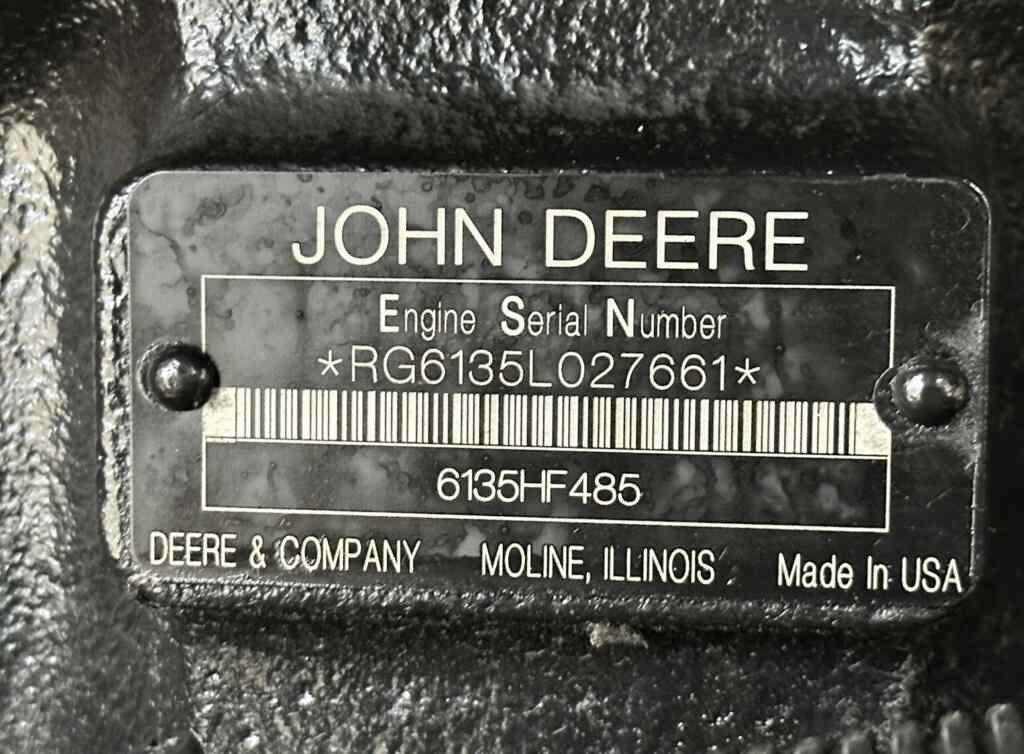 JOHN DEERE
Engine Serial Number
*RG6135L027661*
6135HF485
DEERE & COMPANY MOLINE, ILLINOIS Made In USA